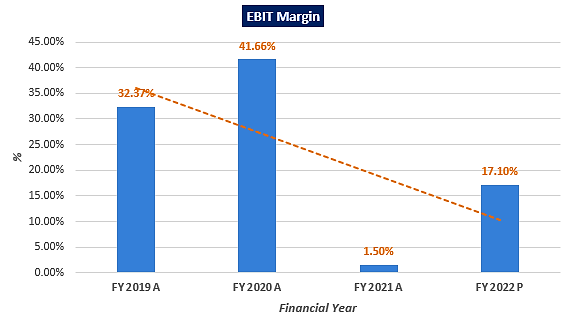 EBIT Margin
45.00%
40.00%
35.00%
30.00%
25.00%
20.00%
15.00%
10.00%
5.00%
0.00%
%
32.37%
41.66%
1.50%
17.10%
FY 2019 A
FY 2020 A
FY 2021 A
FY 2022 P
Financial Year